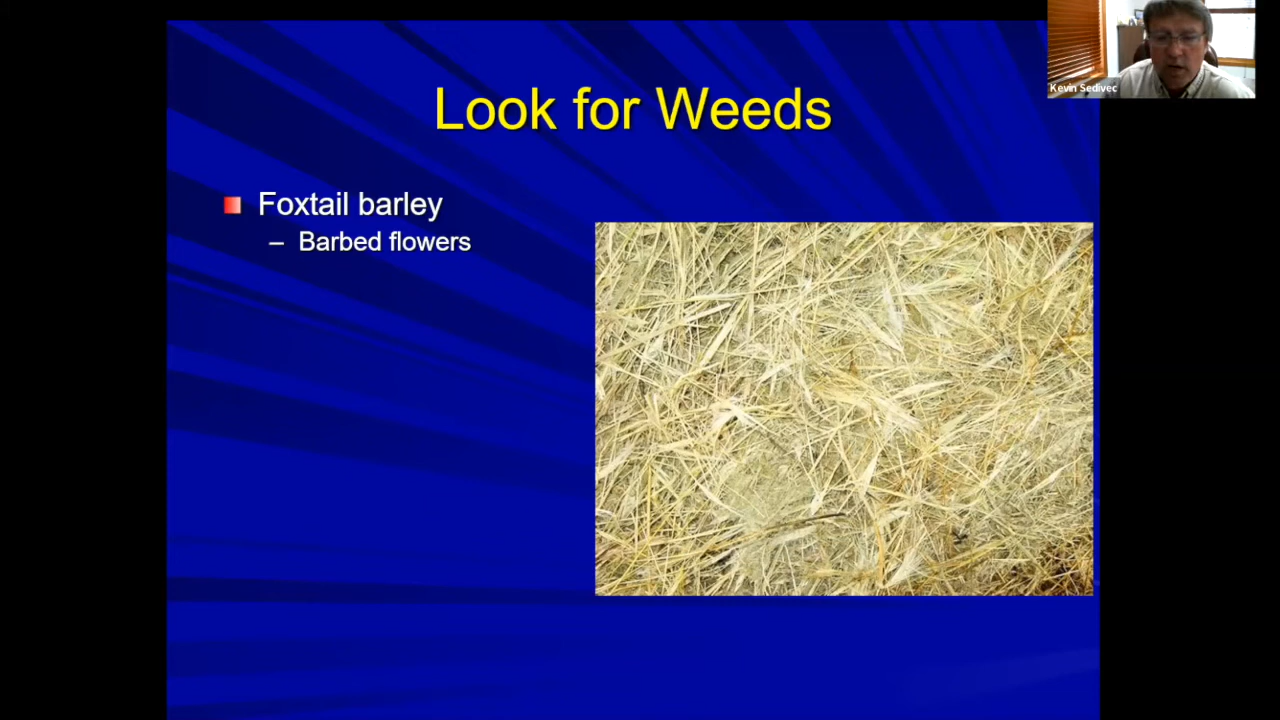 Kevin Sedivec
Look for Weeds
Foxtail barley
– Barbed flowers